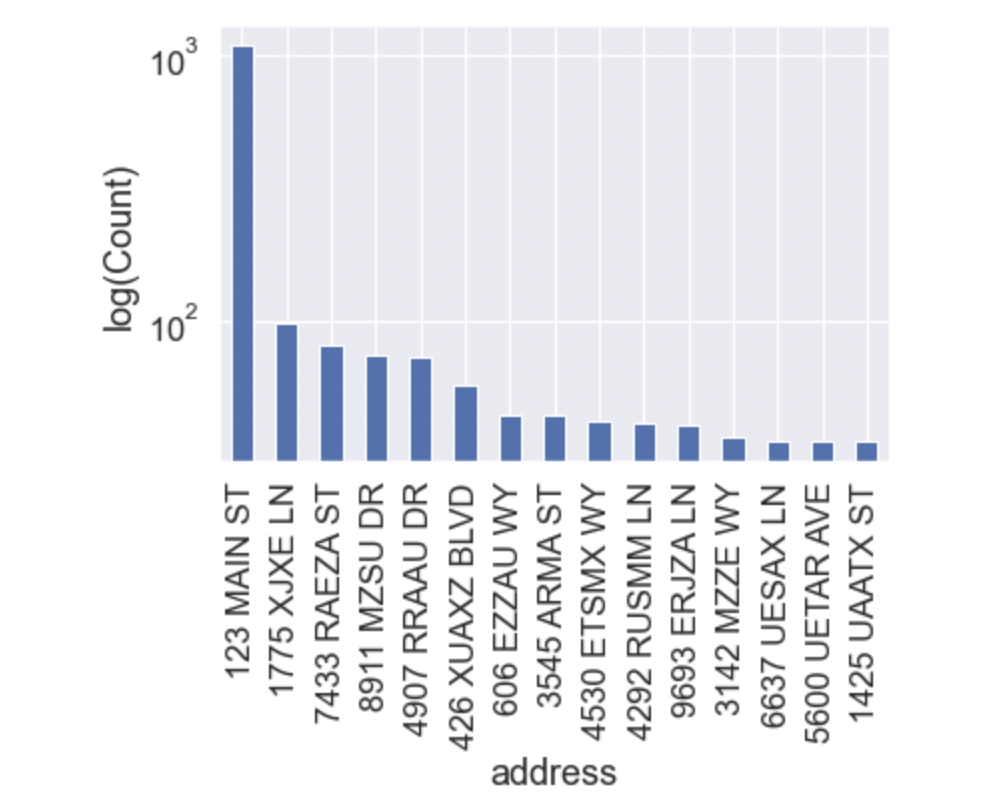 10³
10²
log(Count)
123 MAIN ST
1775 XJXE LN
7433 RAEZA ST
8911 MZSU DR
4907 RRAAU DR
426 XUAXZ BLVD
606 EZZAU WY
3545 ARMA ST
4530 ETSMX WY
4292 RUSMM LN
9693 ERJZA LN
3142 MZZE WY
6637 UESAX LN
5600 UETAR AVE
1425 UAATX ST
address